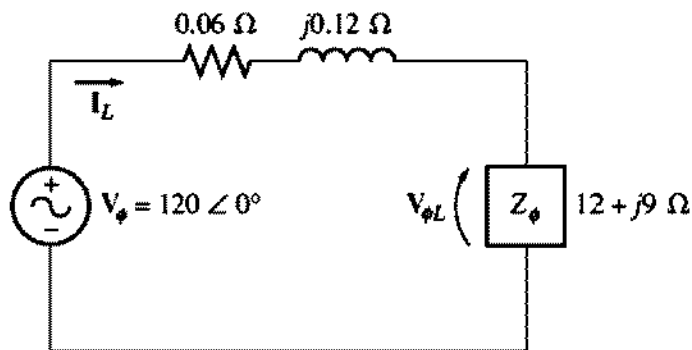 0.06 Ω
j0.12 Ω
I_L
+
V_ϕ = 120 ∠ 0°
−
V_ϕL
Z_ϕ
12 + j9 Ω